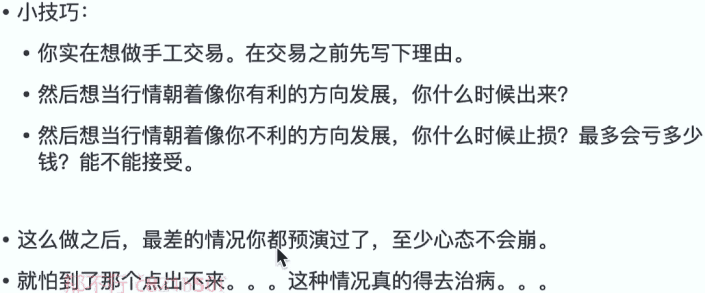 • 小技巧：
• 你实在想做手工交易。在交易之前先写下理由。
• 然后想当行情朝着像你有利的方向发展，你什么时候出来？
• 然后想当行情朝着像你不利的方向发展，你什么时候止损？最多会亏多少
钱？能不能接受。
• 这么做之后，最差的情况你都预演过了，至少心态不会崩。
• 就怕到了那个点出不来。。。这种情况真的得去治病。。。